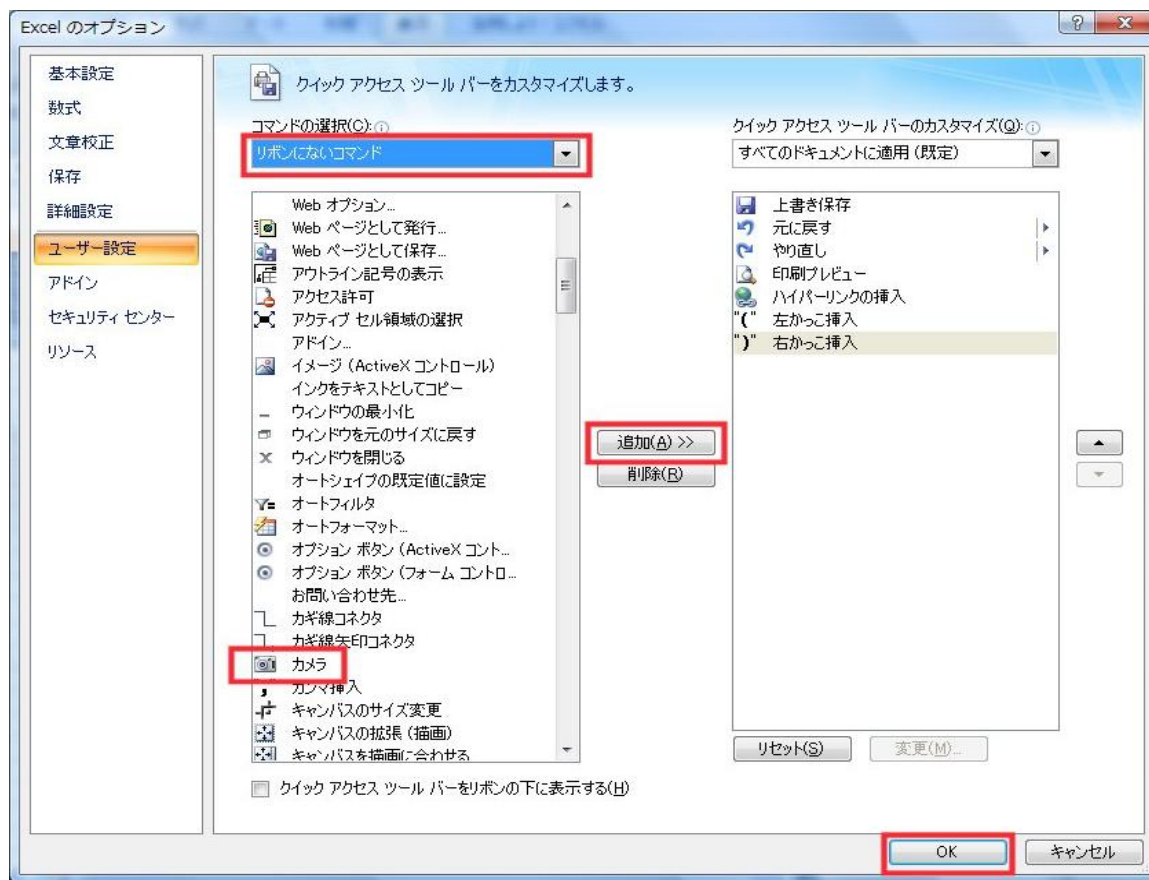 Excel のオプション
基本設定
数式
文章校正
保存
詳細設定
ユーザー設定
アドイン
セキュリティ センター
リソース
クイック アクセス ツール バーをカスタマイズします。
コマンドの選択(C):
リボンにないコマンド
Web オプション...
Web ページとして発行...
Web ページとして保存...
アウトライン記号の表示
アクセス許可
アクティブ セル領域の選択
アドイン...
イメージ (ActiveX コントロール)
インクをテキストとしてコピー
ウィンドウの最小化
ウィンドウを元のサイズに戻す
ウィンドウを閉じる
オートシェイプの既定値に設定
オートフィルタ
オートフォーマット...
オプション ボタン (ActiveX コント...
オプション ボタン (フォーム コントロ...
お問い合わせ先...
カギ線コネクタ
カギ線矢印コネクタ
カメラ
カンマ挿入
キャンバスのサイズ変更
キャンバスの拡張 (描画)
キャンバスを描画に合わせる
クイック アクセス ツール バーをリボンの下に表示する(H)
追加(A) >>
削除(R)
クイック アクセス ツール バーのカスタマイズ(Q):
すべてのドキュメントに適用 (既定)
上書き保存
元に戻す
やり直し
印刷プレビュー
ハイパーリンクの挿入
"(" 左かっこ挿入
")" 右かっこ挿入
リセット(S)
変更(M)...
OK
キャンセル